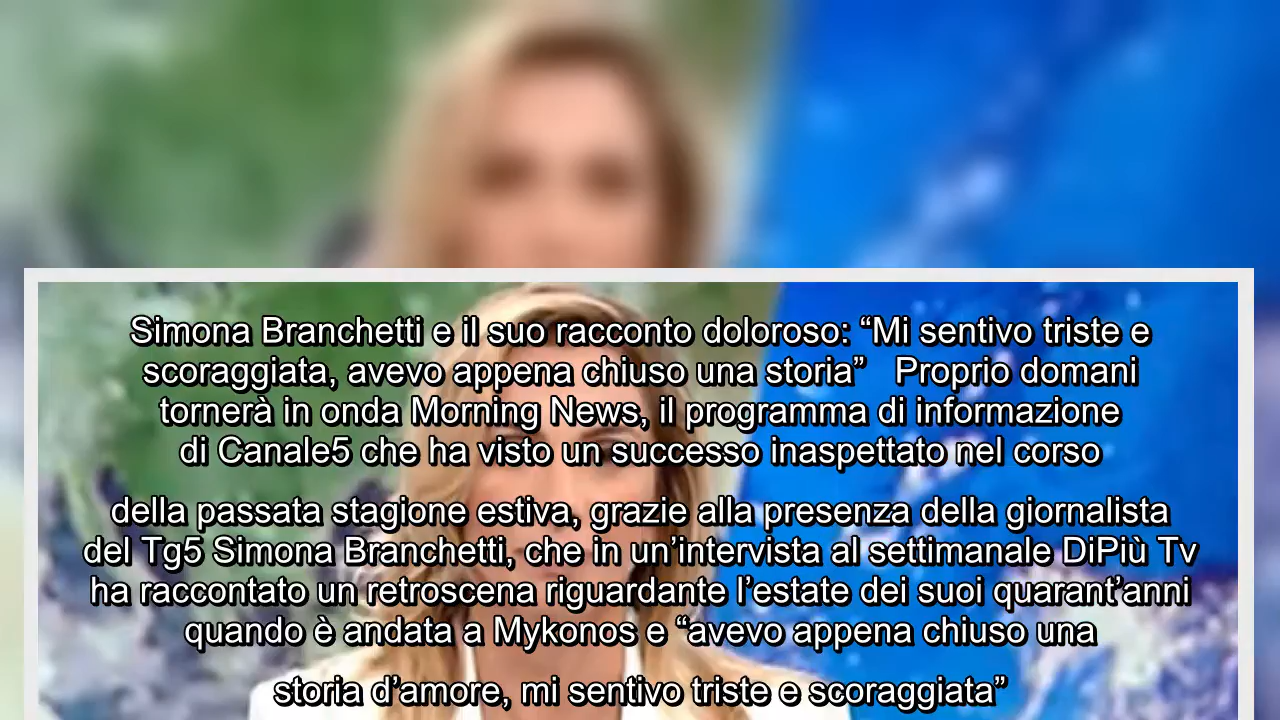 Simona Branchetti e il suo racconto doloroso: “Mi sentivo triste e
scoraggiata, avevo appena chiuso una storia”   Proprio domani
tornerà in onda Morning News, il programma di informazione
di Canale5 che ha visto un successo inaspettato nel corso
della passata stagione estiva, grazie alla presenza della giornalista
del Tg5 Simona Branchetti, che in un’intervista al settimanale DiPiù Tv
ha raccontato un retroscena riguardante l’estate dei suoi quarant’anni
quando è andata a Mykonos e “avevo appena chiuso una
storia d’amore, mi sentivo triste e scoraggiata”